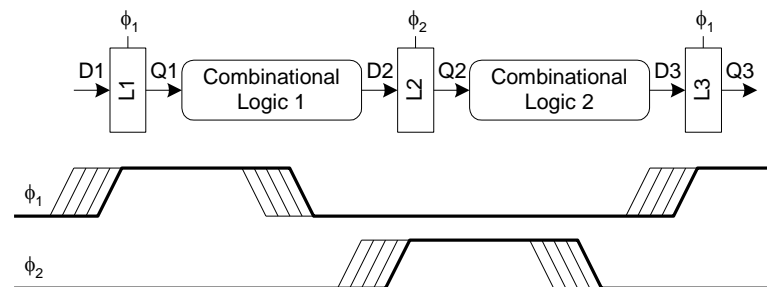 ϕ1 ϕ2 ϕ1
D1 L1 Q1 Combinational Logic 1 D2 L2 Q2 Combinational Logic 2 D3 L3 Q3
ϕ1
ϕ2